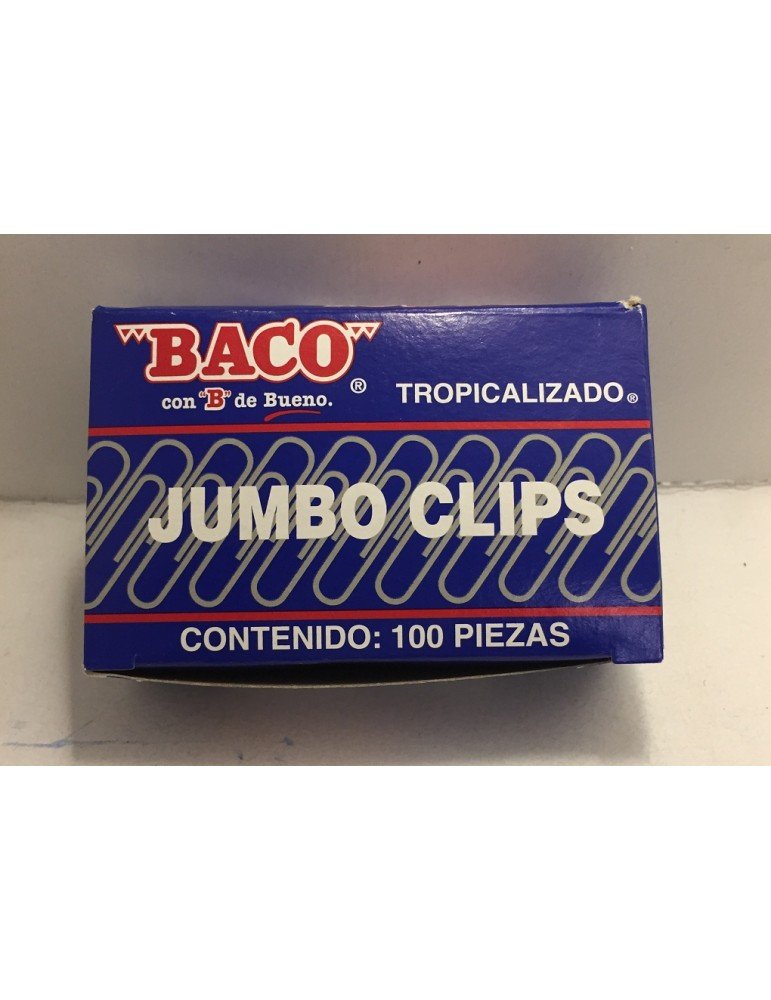 "BACO" ®
con "B" de Bueno.
TROPICALIZADO ®
JUMBO CLIPS
CONTENIDO: 100 PIEZAS